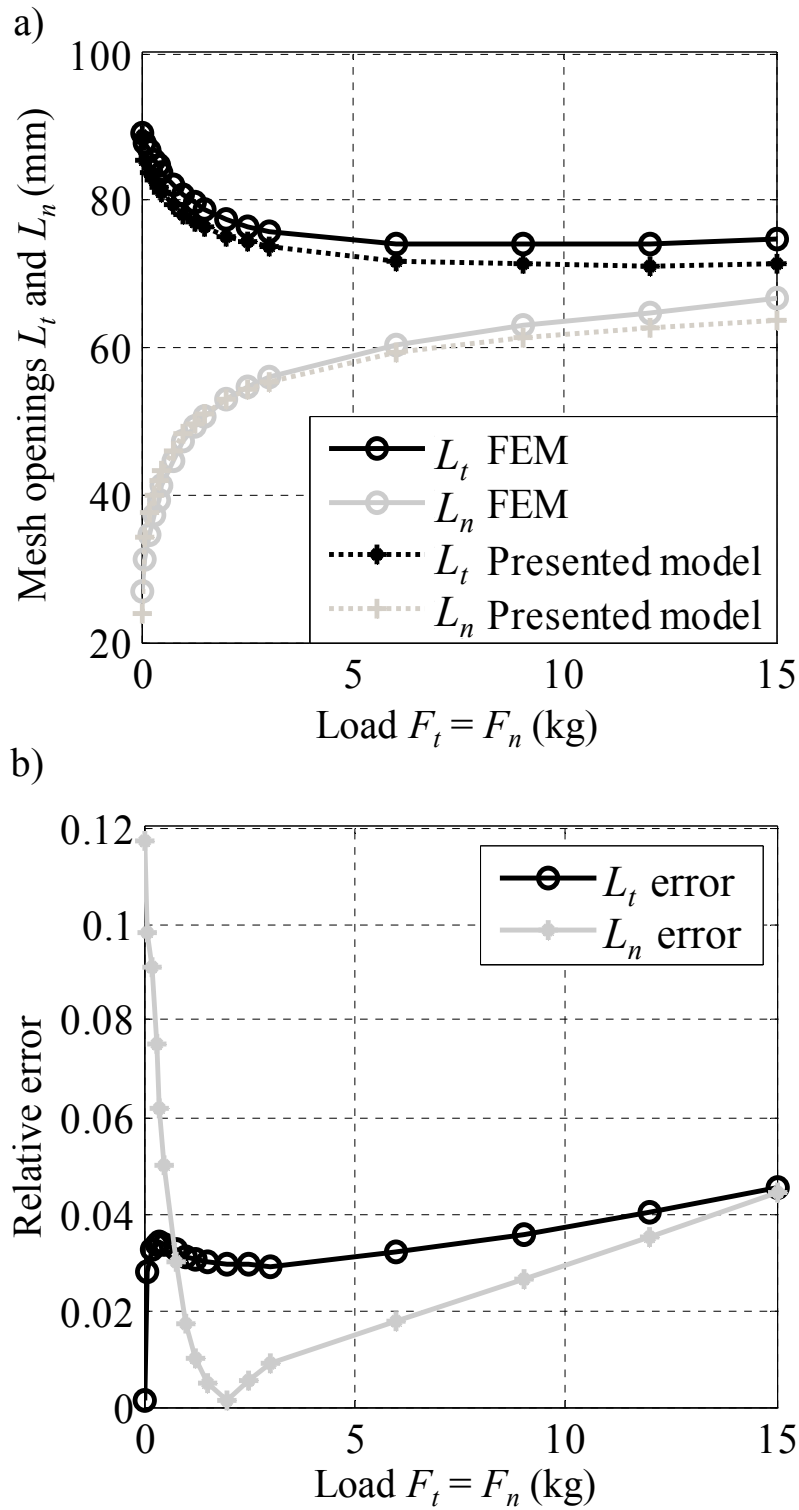 a)
Mesh openings L_t and L_n (mm)
100
80
60
40
20
L_t FEM
L_n FEM
L_t Presented model
L_n Presented model
0 5 10 15
Load F_t = F_n (kg)
b)
Relative error
0.12
0.1
0.08
0.06
0.04
0.02
0
L_t error
L_n error
0 5 10 15
Load F_t = F_n (kg)